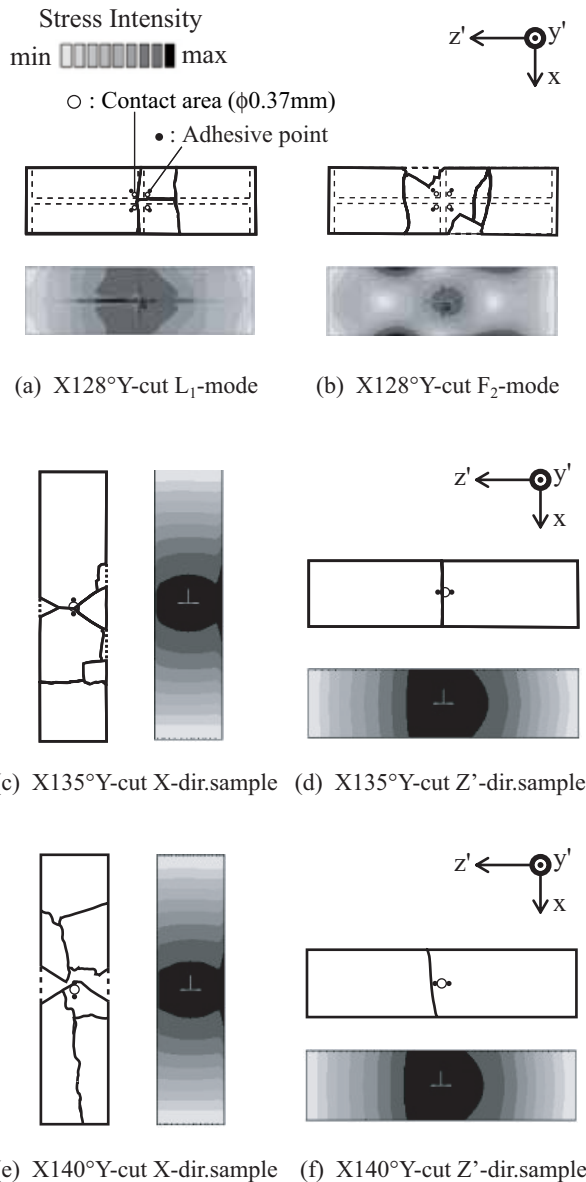 Stress Intensity
min max
: Contact area (ϕ0.37mm)
: Adhesive point
z' y'
x
(a) X128°Y-cut L₁-mode
(b) X128°Y-cut F₂-mode
z' y'
x
(c) X135°Y-cut X-dir.sample
(d) X135°Y-cut Z’-dir.sample
z' y'
x
(e) X140°Y-cut X-dir.sample
(f) X140°Y-cut Z’-dir.sample